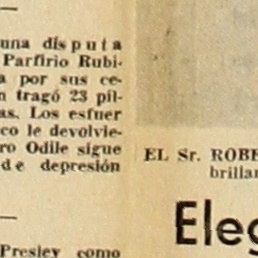 una disputa
Parfirio Rubi-
a por sus ce-
n tragó 23 píl-
as. Los esfuer
co le devolvie-
ro Odile sigue
de depresión
Presley como
EL Sr. ROBE
brillan
Eleg